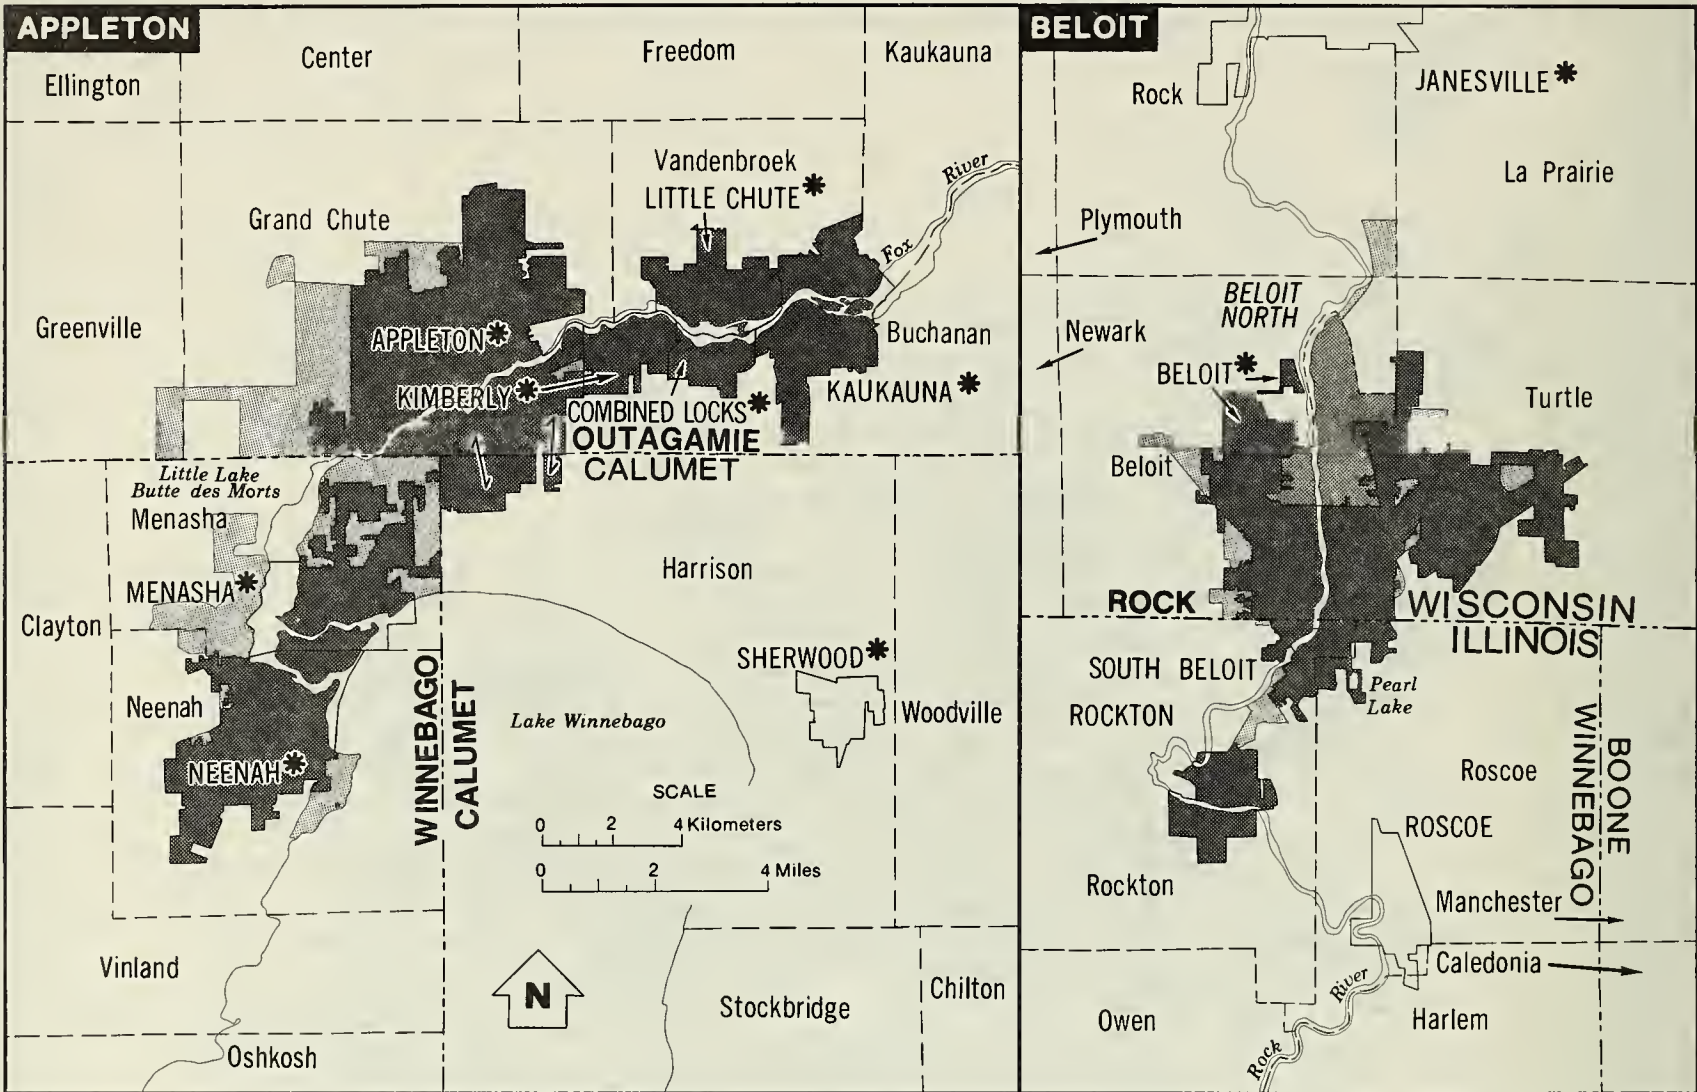 APPLETON
Ellington
Center
Freedom
Kaukauna
Vandenbroek
LITTLE CHUTE*
River
Fox
Grand Chute
Greenville
APPLETON*
Buchanan
KIMBERLY*
COMBINED LOCKS*
KAUKAUNA*
OUTAGAMIE
CALUMET
Little Lake
Butte des Morts
Menasha
MENASHA*
Harrison
Clayton
SHERWOOD*
Neenah
Lake Winnebago
Woodville
NEENAH*
WINNEBAGO
CALUMET
SCALE
0 2 4 Kilometers
0 2 4 Miles
Vinland
N
Stockbridge
Chilton
Oshkosh
BELOIT
Rock
JANESVILLE*
La Prairie
Plymouth
BELOIT
NORTH
Newark
BELOIT*
Turtle
Beloit
ROCK
WISCONSIN
ILLINOIS
SOUTH BELOIT
Pearl
Lake
ROCKTON
Roscoe
WINNEBAGO
BOONE
ROSCOE
Rockton
Manchester
Caledonia
River
Owen
Harlem
Rock